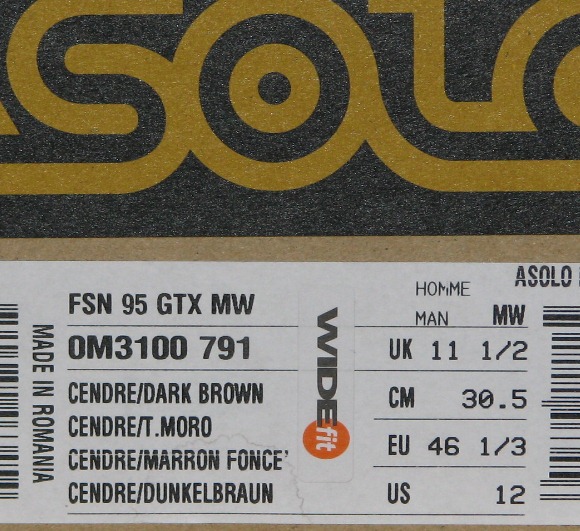 ASOLO
ASOLO
HOMME
FSN 95 GTX MW
MAN MW
0M3100 791
UK 11 1/2
CENDRE/DARK BROWN
CM 30.5
CENDRE/T.MORO
EU 46 1/3
CENDRE/MARRON FONCE'
CENDRE/DUNKELBRAUN
US 12
MADE IN ROMANIA
WIDE fit